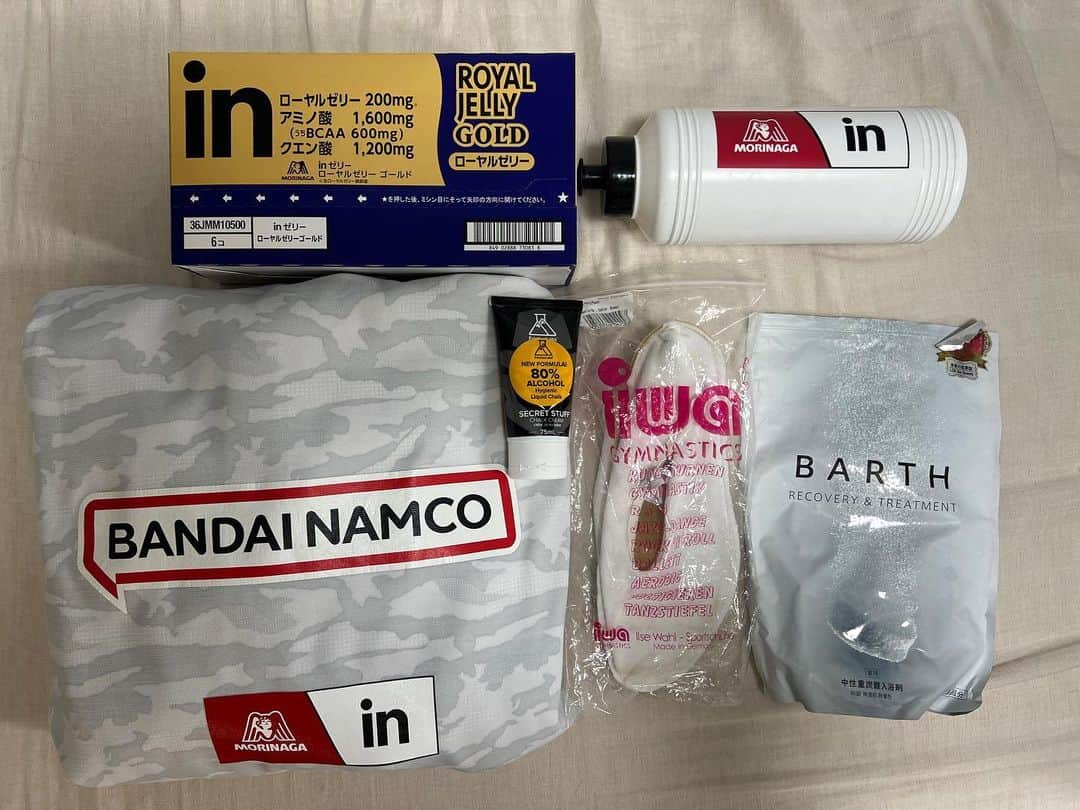 in
ローヤルゼリー 200mg
アミノ酸 1,600mg
(うちBCAA 600mg)
クエン酸 1,200mg
MORINAGA
inゼリー
ローヤルゼリー ゴールド
ROYAL
JELLY
GOLD
ローヤルゼリー
★を押した後、ミシン目にそって矢印の方向に開けてください。
36JMM10500
6コ
inゼリー
ローヤルゼリーゴールド
MORINAGA
in
NEW FORMULA!
80%
ALCOHOL
Hygienic
Liquid Chalk
SECRET STUFF
CHALK CREAM
75mL
iwa
GYMNASTICS
GYMNASTIK
ROCK'N ROLL
BALLET
AEROBIC
TANZSTIEFEL
iwa
Ilse Wahl - Sportschuhe
Made in Germany
BARTH
RECOVERY & TREATMENT
中性重炭酸入浴剤
BANDAI NAMCO
MORINAGA
in